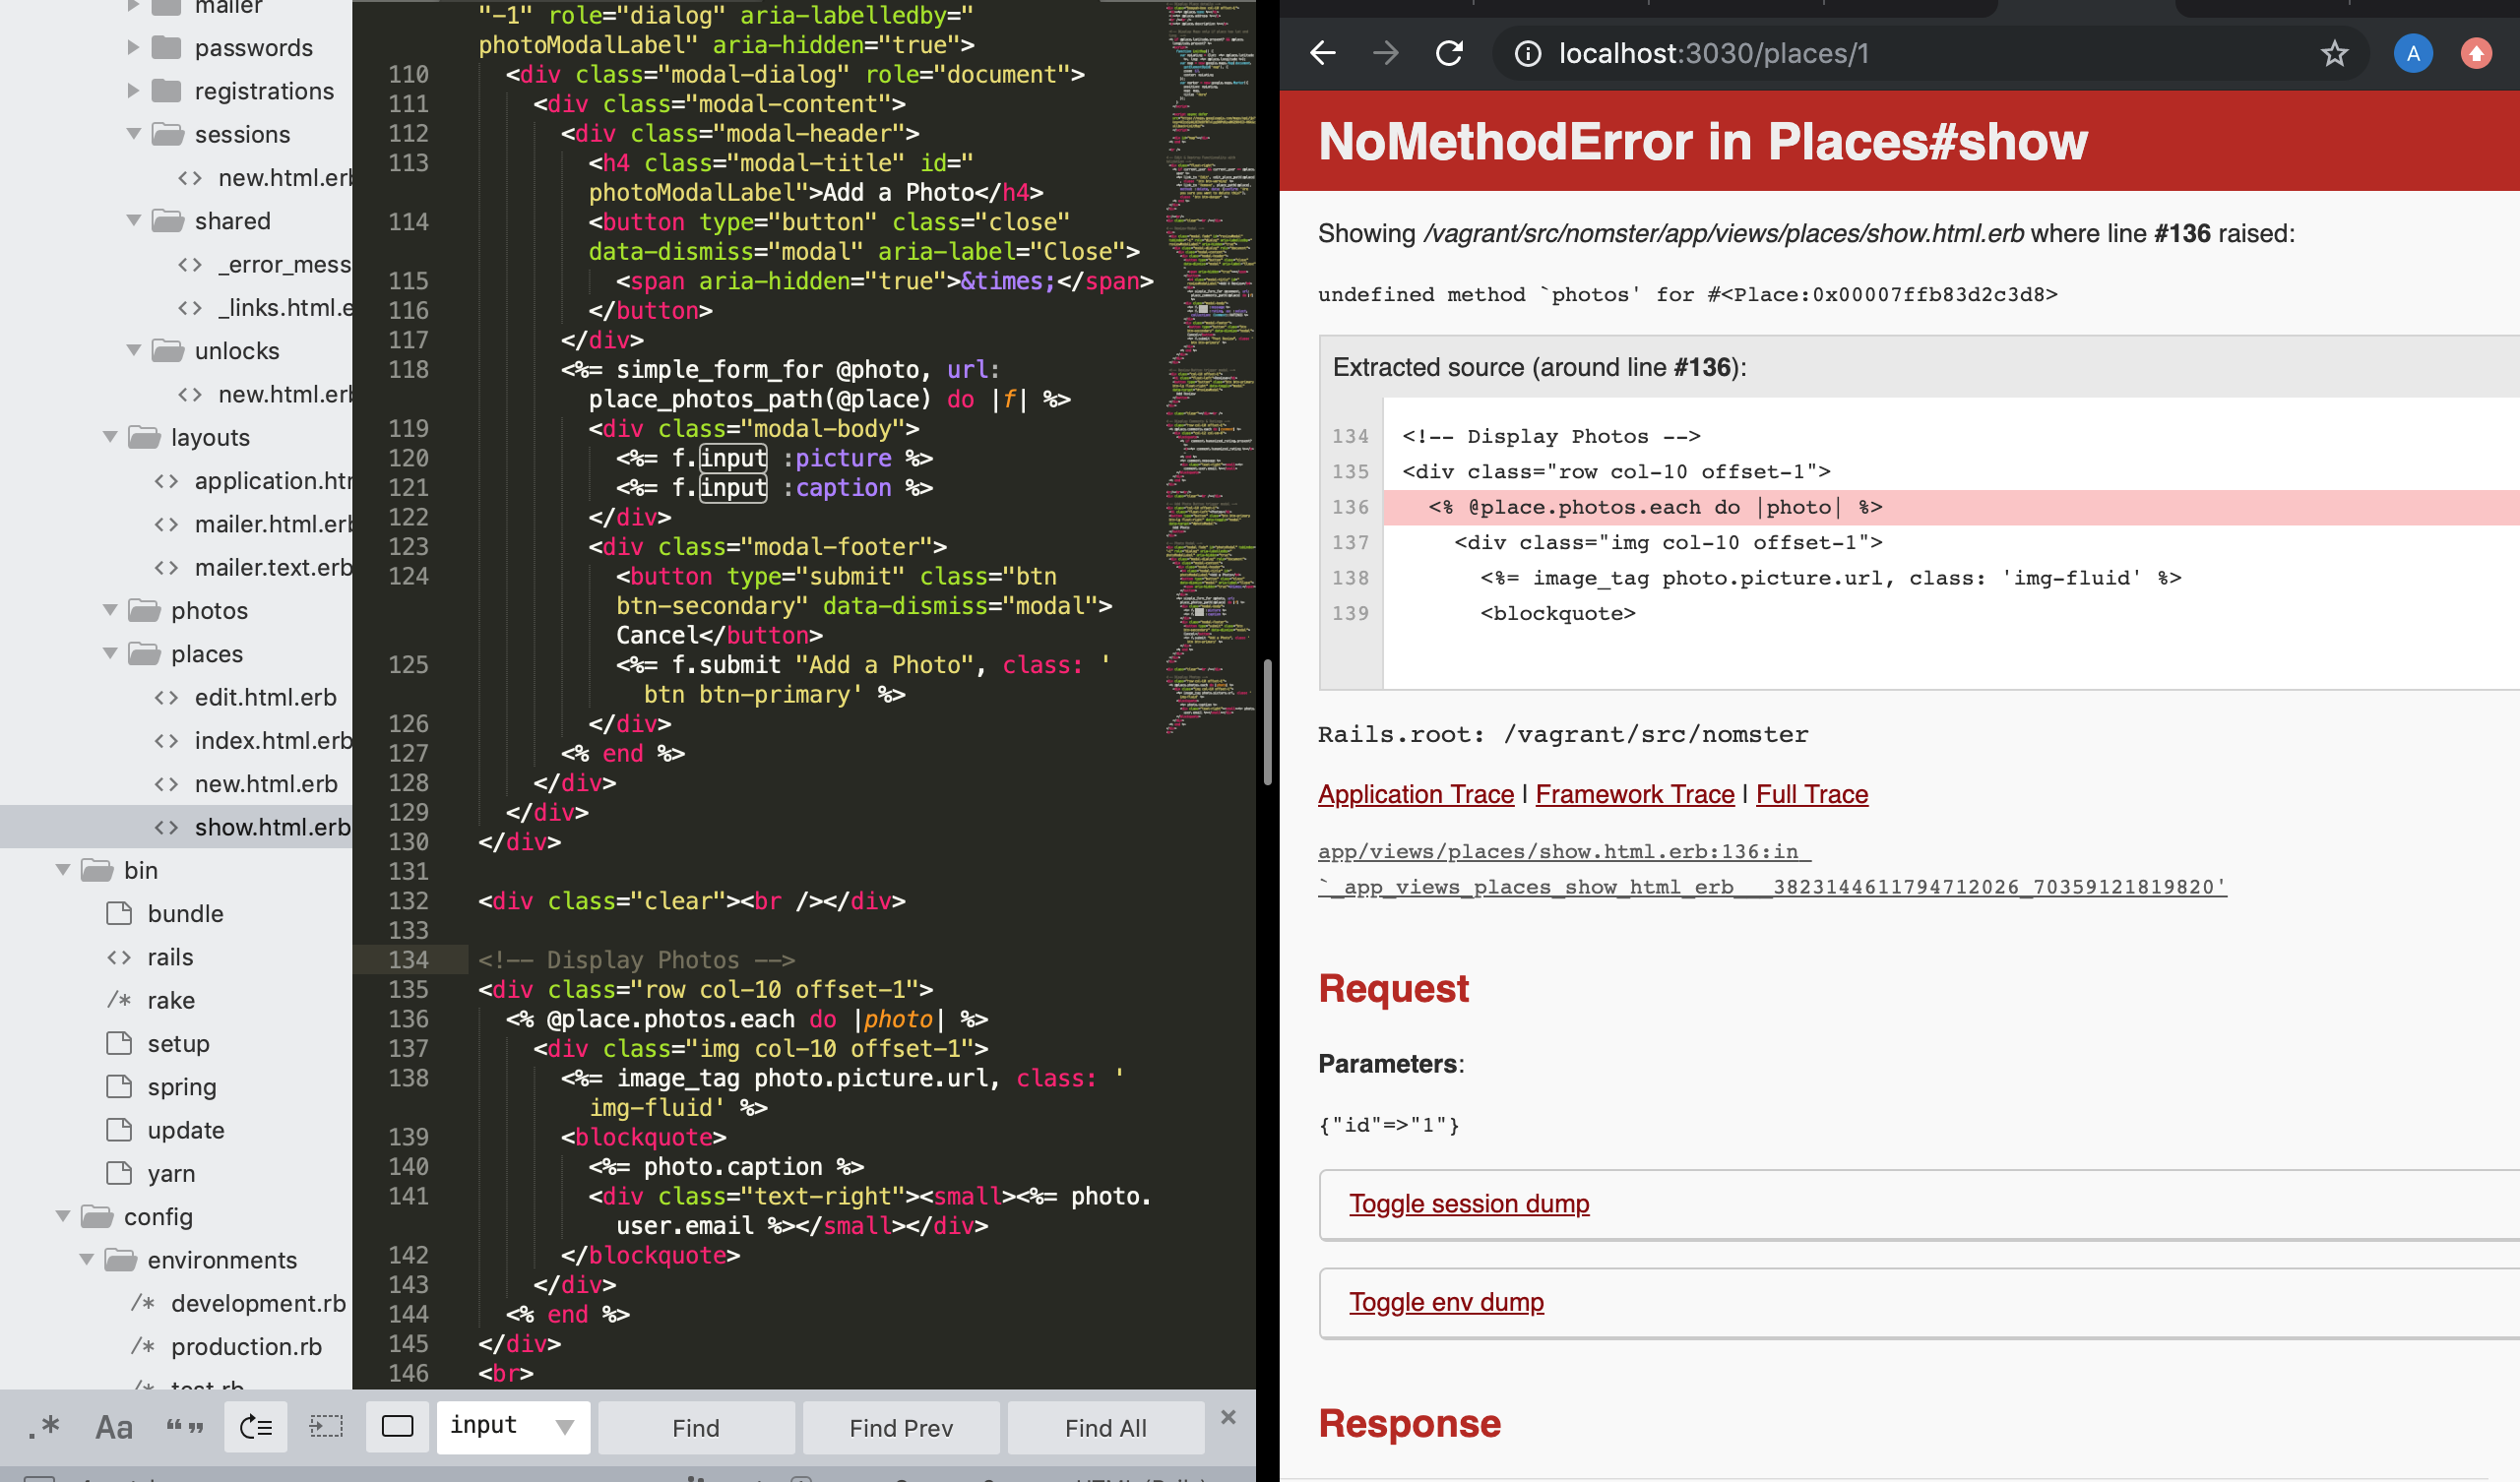 mailer
passwords
registrations
sessions
new.html.erb
shared
_error_mess
_links.html.e
unlocks
new.html.erb
layouts
application.htm
mailer.html.erb
mailer.text.erb
photos
places
edit.html.erb
index.html.erb
new.html.erb
show.html.erb
bin
bundle
rails
/* rake
setup
spring
update
yarn
config
environments
/* development.rb
/* production.rb
/* test.rb
"-1" role="dialog" aria-labelledby="
photoModalLabel" aria-hidden="true">
110 <div class="modal-dialog" role="document">
111 <div class="modal-content">
112 <div class="modal-header">
113 <h4 class="modal-title" id="
photoModalLabel">Add a Photo</h4>
114 <button type="button" class="close"
data-dismiss="modal" aria-label="Close">
115 <span aria-hidden="true">&times;</span>
116 </button>
117 </div>
118 <%= simple_form_for @photo, url:
place_photos_path(@place) do |f| %>
119 <div class="modal-body">
120 <%= f.input :picture %>
121 <%= f.input :caption %>
122 </div>
123 <div class="modal-footer">
124 <button type="submit" class="btn
btn-secondary" data-dismiss="modal">
Cancel</button>
125 <%= f.submit "Add a Photo", class: '
btn btn-primary' %>
126 </div>
127 <% end %>
128 </div>
129 </div>
130 </div>
131
132 <div class="clear"><br /></div>
133
134 <!-- Display Photos -->
135 <div class="row col-10 offset-1">
136 <% @place.photos.each do |photo| %>
137 <div class="img col-10 offset-1">
138 <%= image_tag photo.picture.url, class: '
img-fluid' %>
139 <blockquote>
140 <%= photo.caption %>
141 <div class="text-right"><small><%= photo.
user.email %></small></div>
142 </blockquote>
143 </div>
144 <% end %>
145 </div>
146 <br>
.* Aa “ ” input Find Find Prev Find All ×
localhost:3030/places/1
A
NoMethodError in Places#show
Showing /vagrant/src/nomster/app/views/places/show.html.erb where line #136 raised:
undefined method `photos' for #<Place:0x00007ffb83d2c3d8>
Extracted source (around line #136):
134 <!-- Display Photos -->
135 <div class="row col-10 offset-1">
136 <% @place.photos.each do |photo| %>
137 <div class="img col-10 offset-1">
138 <%= image_tag photo.picture.url, class: 'img-fluid' %>
139 <blockquote>
Rails.root: /vagrant/src/nomster
Application Trace | Framework Trace | Full Trace
app/views/places/show.html.erb:136:in
`_app_views_places_show_html_erb___3823144611794712026_70359121819820'
Request
Parameters:
{"id"=>"1"}
Toggle session dump
Toggle env dump
Response